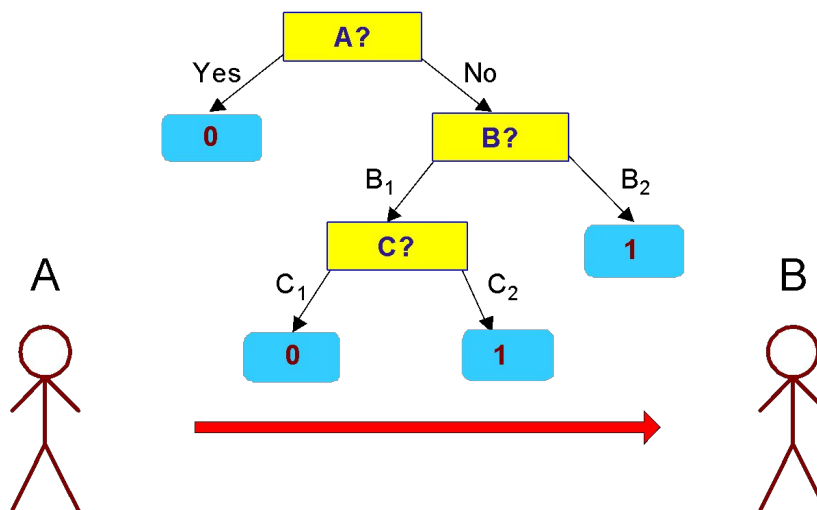 A?
Yes
No
0
B?
B₁
B₂
C?
1
A
B
C₁
C₂
0
1